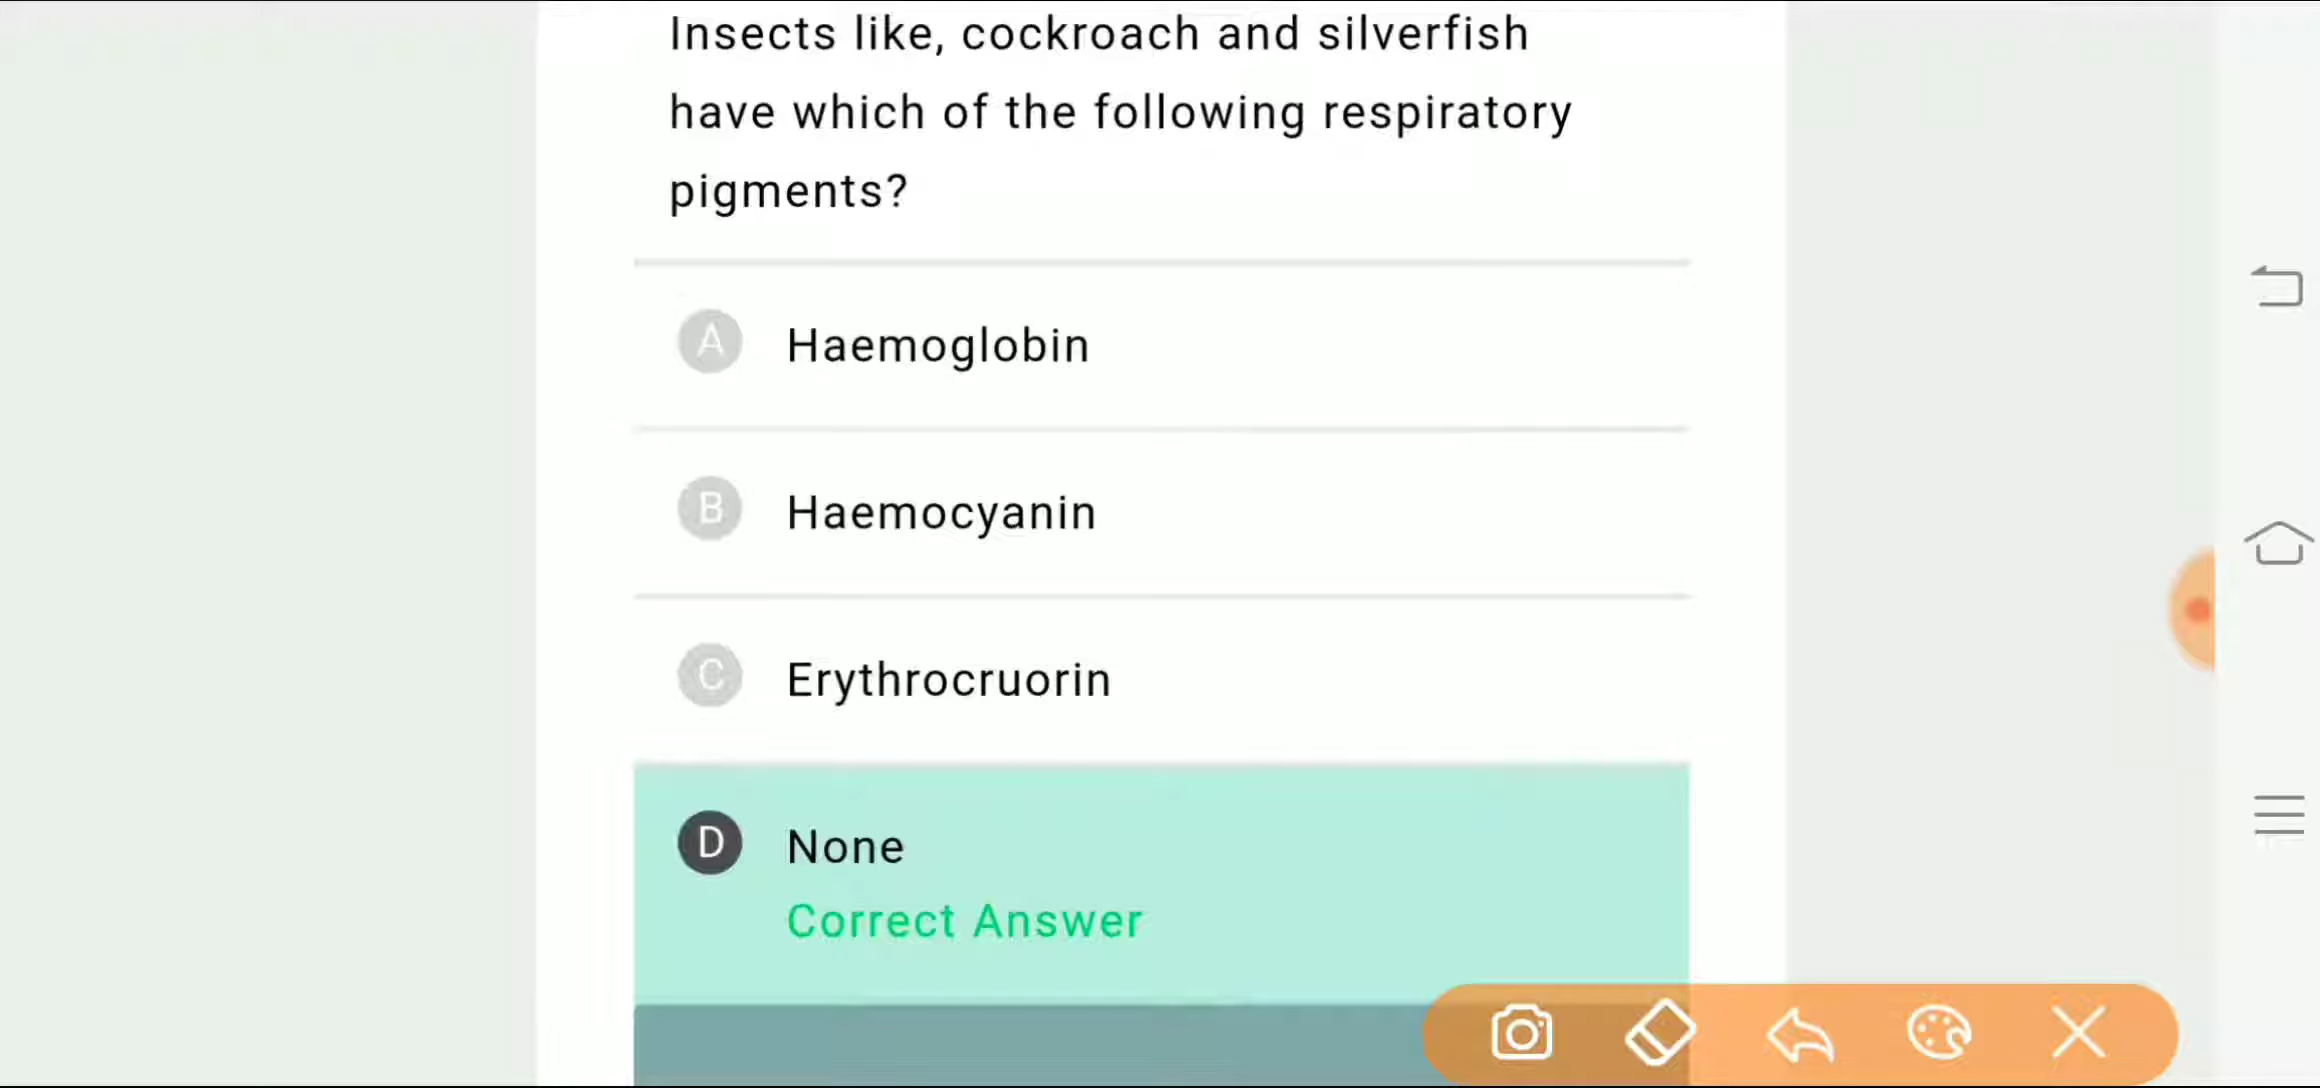 Insects like, cockroach and silverfish
have which of the following respiratory
pigments?
A Haemoglobin
B Haemocyanin
C Erythrocruorin
D None
Correct Answer